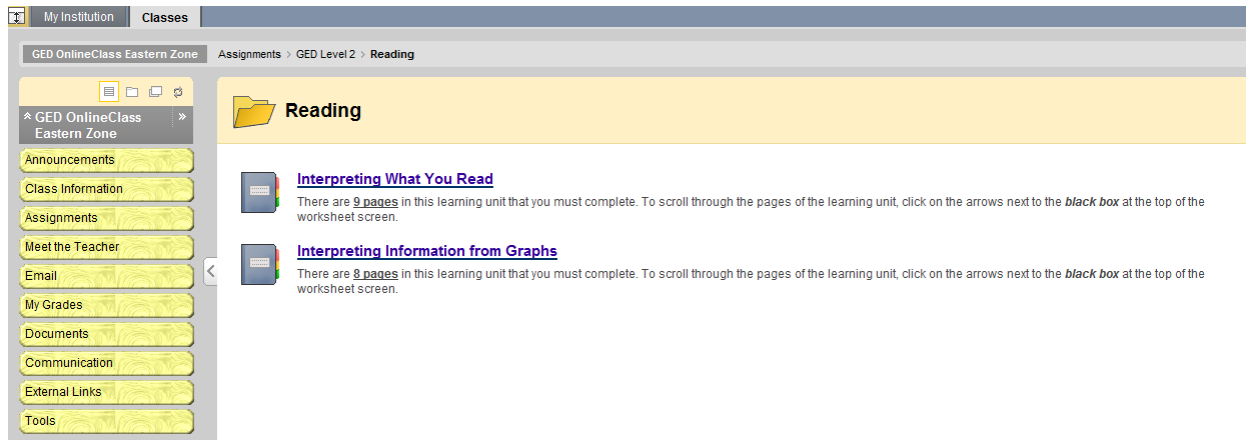 My Institution
Classes
GED OnlineClass Eastern Zone
Assignments > GED Level 2 > Reading
GED OnlineClass
Eastern Zone
Announcements
Class Information
Assignments
Meet the Teacher
Email
My Grades
Documents
Communication
External Links
Tools
Reading
Interpreting What You Read
There are 9 pages in this learning unit that you must complete. To scroll through the pages of the learning unit, click on the arrows next to the black box at the top of the
worksheet screen.
Interpreting Information from Graphs
There are 8 pages in this learning unit that you must complete. To scroll through the pages of the learning unit, click on the arrows next to the black box at the top of the
worksheet screen.